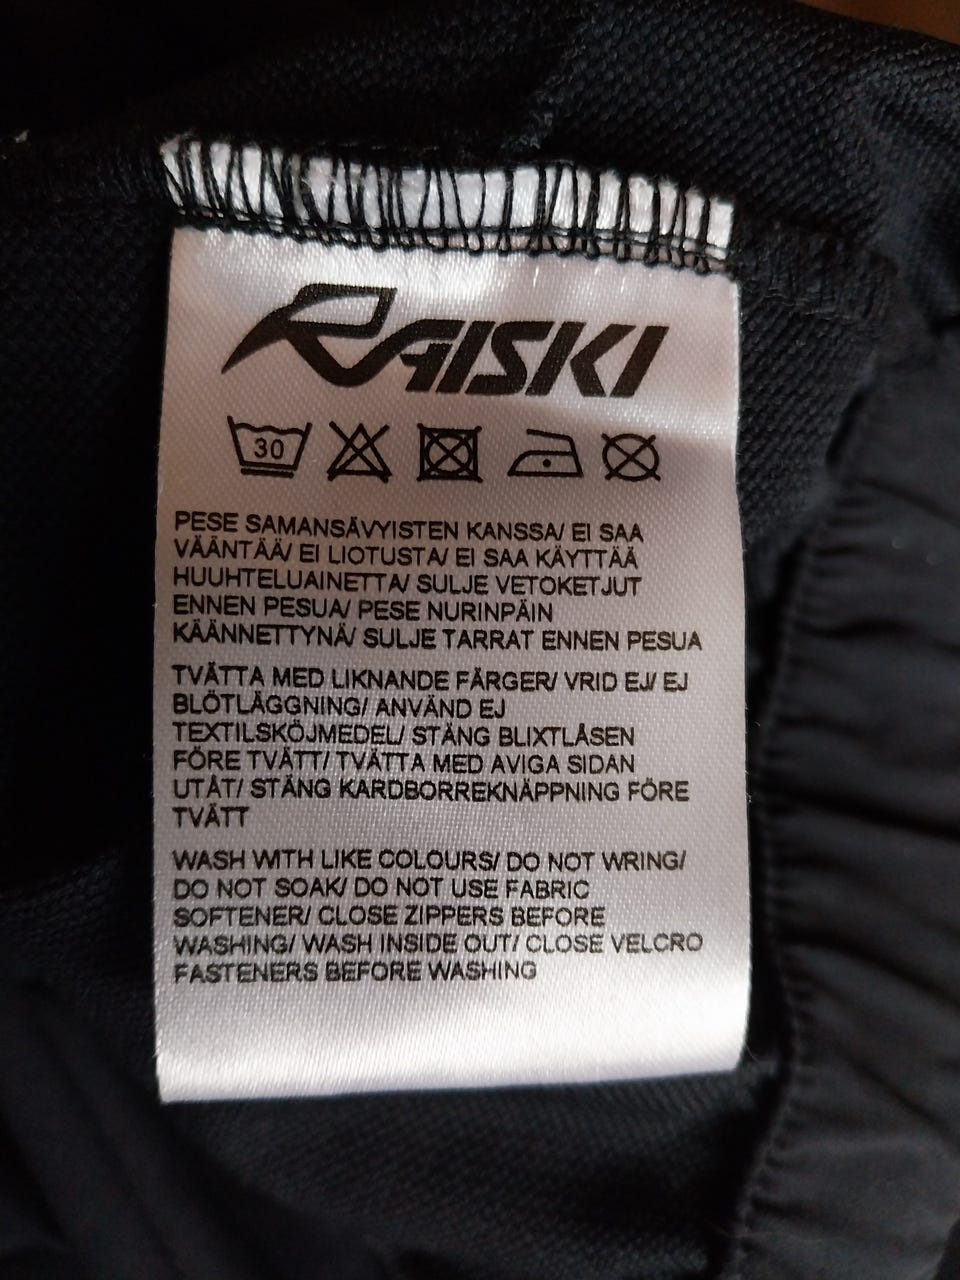 RAISKI
30
PESE SAMANSÄVYISTEN KANSSA/ EI SAA
VÄÄNTÄÄ/ EI LIOTUSTA/ EI SAA KÄYTTÄÄ
HUUHTELUAINETTA/ SULJE VETOKETJUT
ENNEN PESUA/ PESE NURINPÄIN
KÄÄNNETTYNÄ/ SULJE TARRAT ENNEN PESUA
TVÄTTA MED LIKNANDE FÄRGER/ VRID EJ/ EJ
BLÖTLÄGGNING/ ANVÄND EJ
TEXTILSKÖJMEDEL/ STÄNG BLIXTLÅSEN
FÖRE TVÄTT/ TVÄTTA MED AVIGA SIDAN
UTÅT/ STÄNG KARDBORREKNÄPPNING FÖRE
TVÄTT
WASH WITH LIKE COLOURS/ DO NOT WRING/
DO NOT SOAK/ DO NOT USE FABRIC
SOFTENER/ CLOSE ZIPPERS BEFORE
WASHING/ WASH INSIDE OUT/ CLOSE VELCRO
FASTENERS BEFORE WASHING